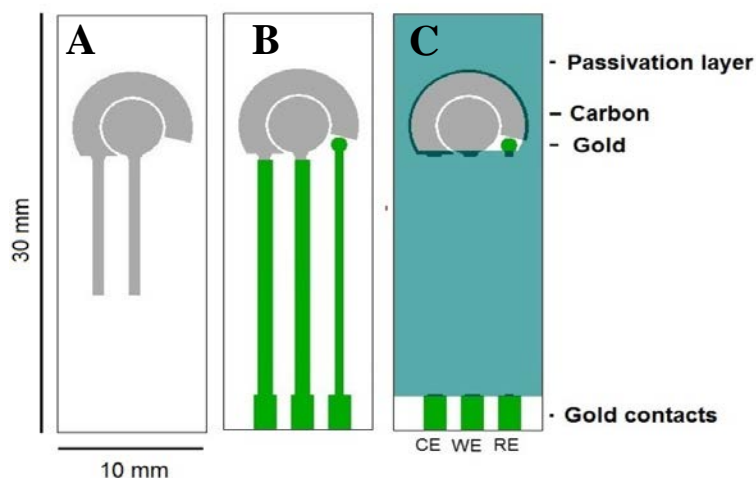 A B C
- Passivation layer
- Carbon
- Gold
30 mm
- Gold contacts
CE WE RE
10 mm